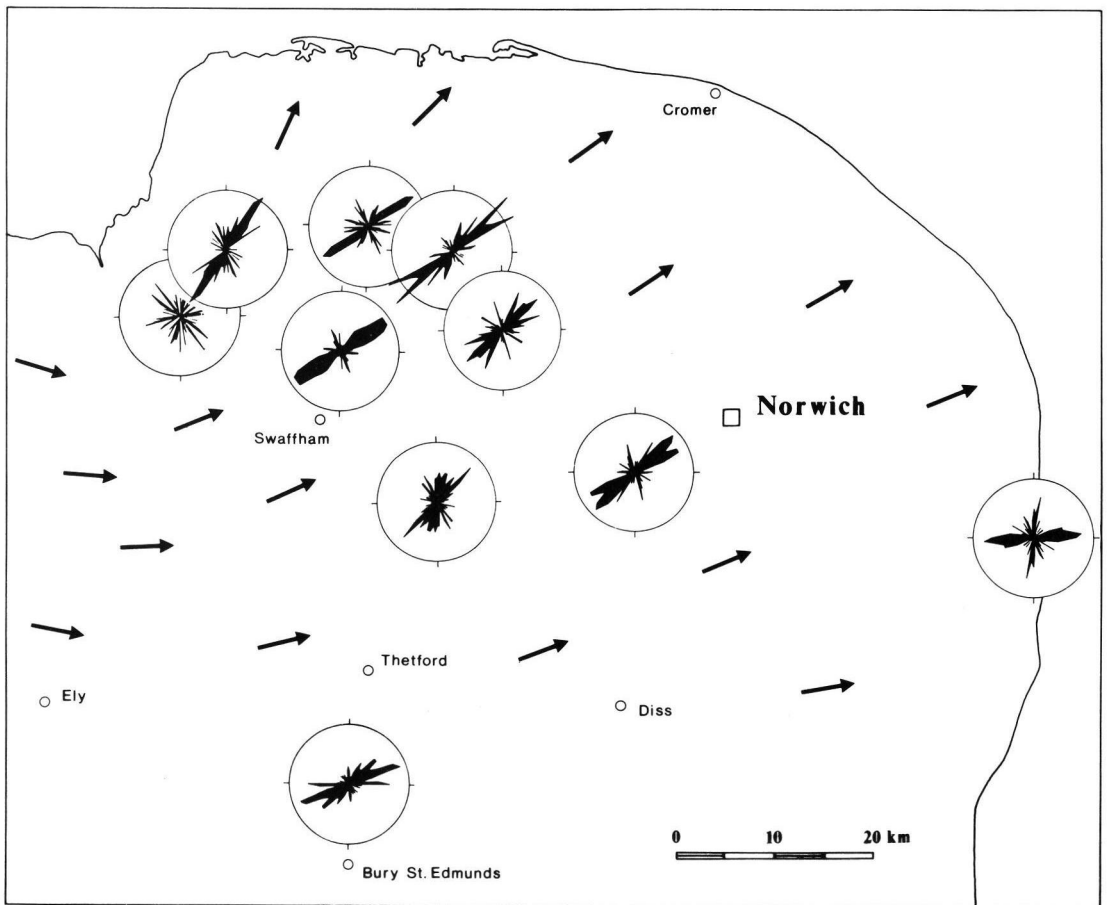 Cromer
Norwich
Swaffham
Thetford
Ely
Diss
0 10 20 km
Bury St. Edmunds